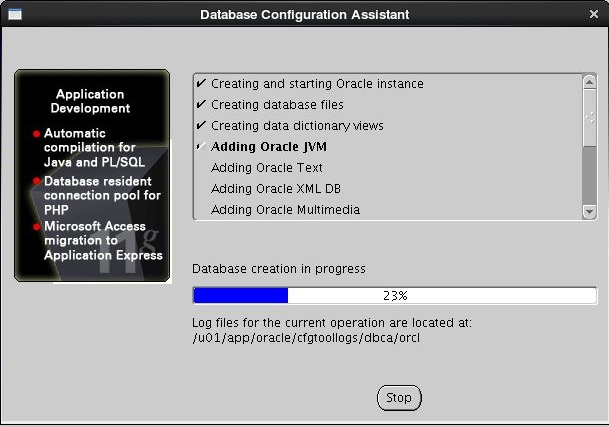 Database Configuration Assistant
Application
Development
Automatic
compilation for
Java and PL/SQL
Database resident
connection pool for
PHP
Microsoft Access
migration to
Application Express
11g
Creating and starting Oracle instance
Creating database files
Creating data dictionary views
Adding Oracle JVM
Adding Oracle Text
Adding Oracle XML DB
Adding Oracle Multimedia
Database creation in progress
23%
Log files for the current operation are located at:
/u01/app/oracle/cfgtoollogs/dbca/orcl
Stop